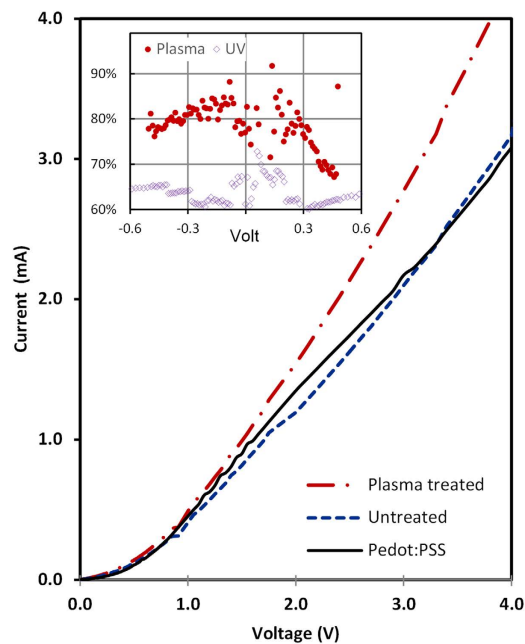 4.0
Plasma UV
90%
80%
70%
60%
-0.6 -0.3 0.0 0.3 0.6
Volt
3.0
2.0
1.0
0.0
Current (mA)
Plasma treated
Untreated
Pedot:PSS
0.0 1.0 2.0 3.0 4.0
Voltage (V)